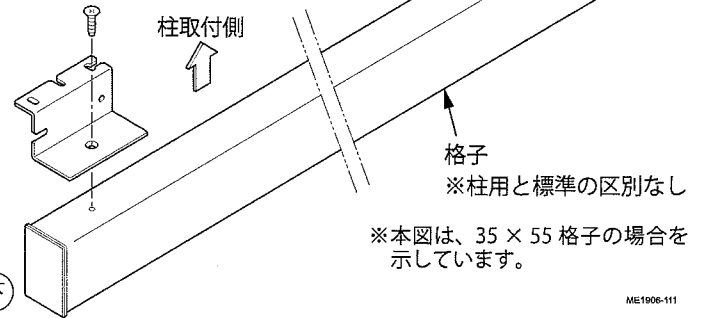 柱取付側
格子
※柱用と標準の区別なし
※本図は、35 × 55 格子の場合を
示しています。
ME1906-111